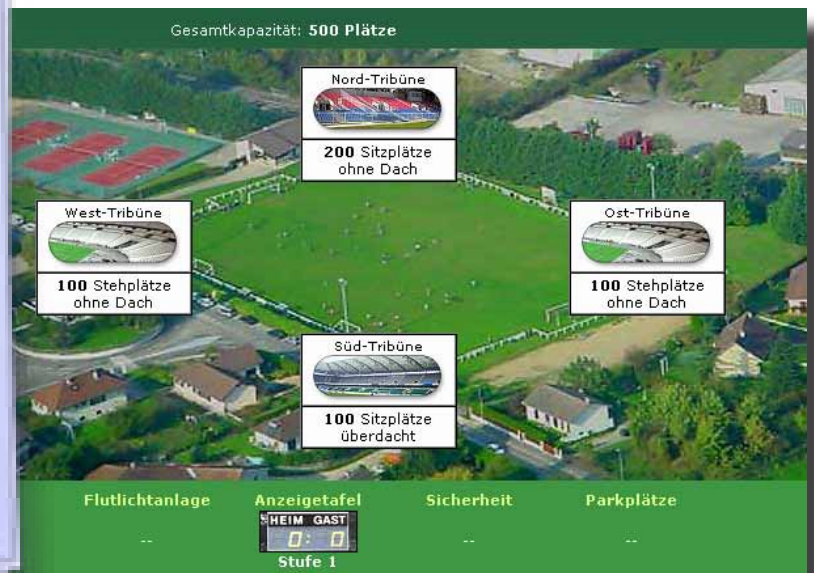 Gesamtkapazität: 500 Plätze
Nord-Tribüne
200 Sitzplätze
ohne Dach
West-Tribüne
100 Stehplätze
ohne Dach
Ost-Tribüne
100 Stehplätze
ohne Dach
Süd-Tribüne
100 Sitzplätze
überdacht
Flutlichtanlage Anzeigetafel Sicherheit Parkplätze
HEIM GAST
-- 0: 0 -- --
Stufe 1